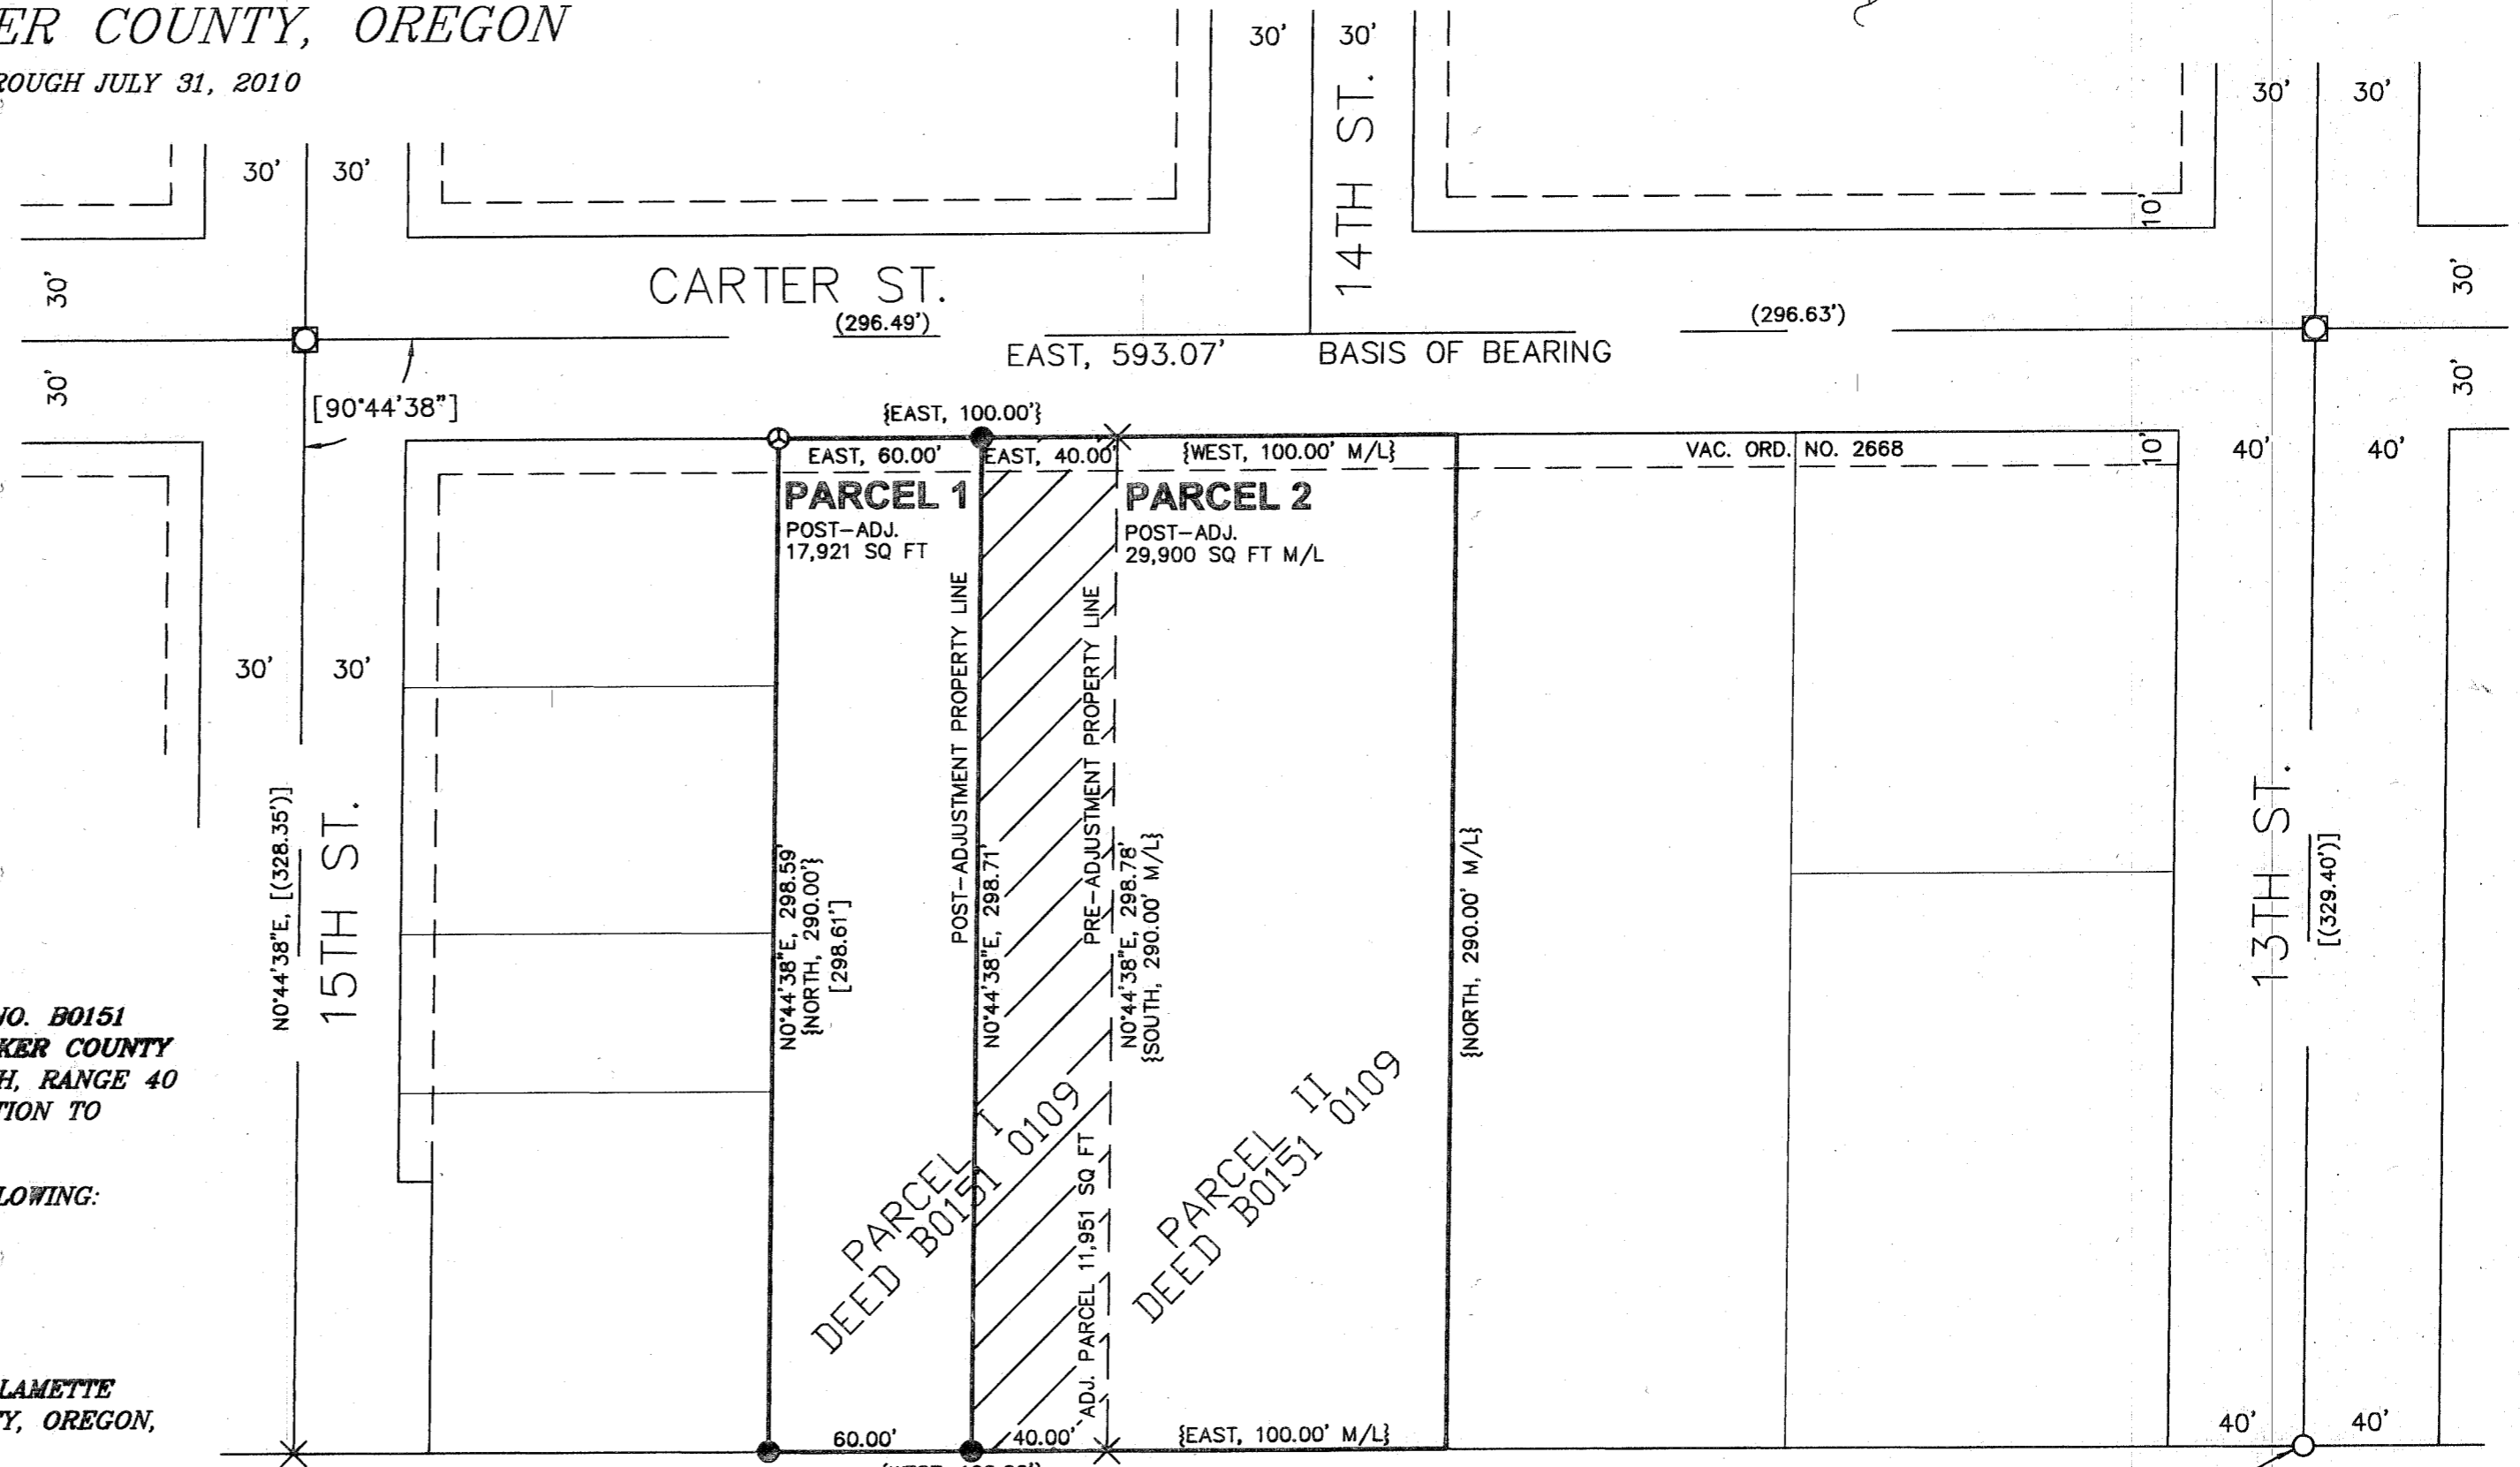 ER COUNTY, OREGON
ROUGH JULY 31, 2010
30' 30'
14TH ST.
30' 30'
30' 30'
10'
30'
30'
CARTER ST.
(296.49')
(296.63')
EAST, 593.07' BASIS OF BEARING
30'
30'
[90°44'38"]
{EAST, 100.00'}
EAST, 60.00' EAST, 40.00' {WEST, 100.00' M/L}
VAC. ORD. NO. 2668
10'
40' 40'
PARCEL 1
POST-ADJ.
17,921 SQ FT
PARCEL 2
POST-ADJ.
29,900 SQ FT M/L
30' 30'
N0°44'38"E, [(328.35')]
15TH ST.
N0°44'38"E, 298.59'
{NORTH, 290.00'}
[298.61']
POST-ADJUSTMENT PROPERTY LINE
N0°44'38"E, 298.71'
PRE-ADJUSTMENT PROPERTY LINE
N0°44'38"E, 298.78'
{SOUTH, 290.00' M/L}
{NORTH, 290.00' M/L}
13TH ST.
[(329.40')]
NO. B0151
KER COUNTY
H, RANGE 40
TION TO
LOWING:
LAMETTE
Y, OREGON,
PARCEL I
DEED B0151 0109
ADJ. PARCEL 11,951 SQ FT
PARCEL II
DEED B0151 0109
60.00' 40.00' {EAST, 100.00' M/L}
40' 40'